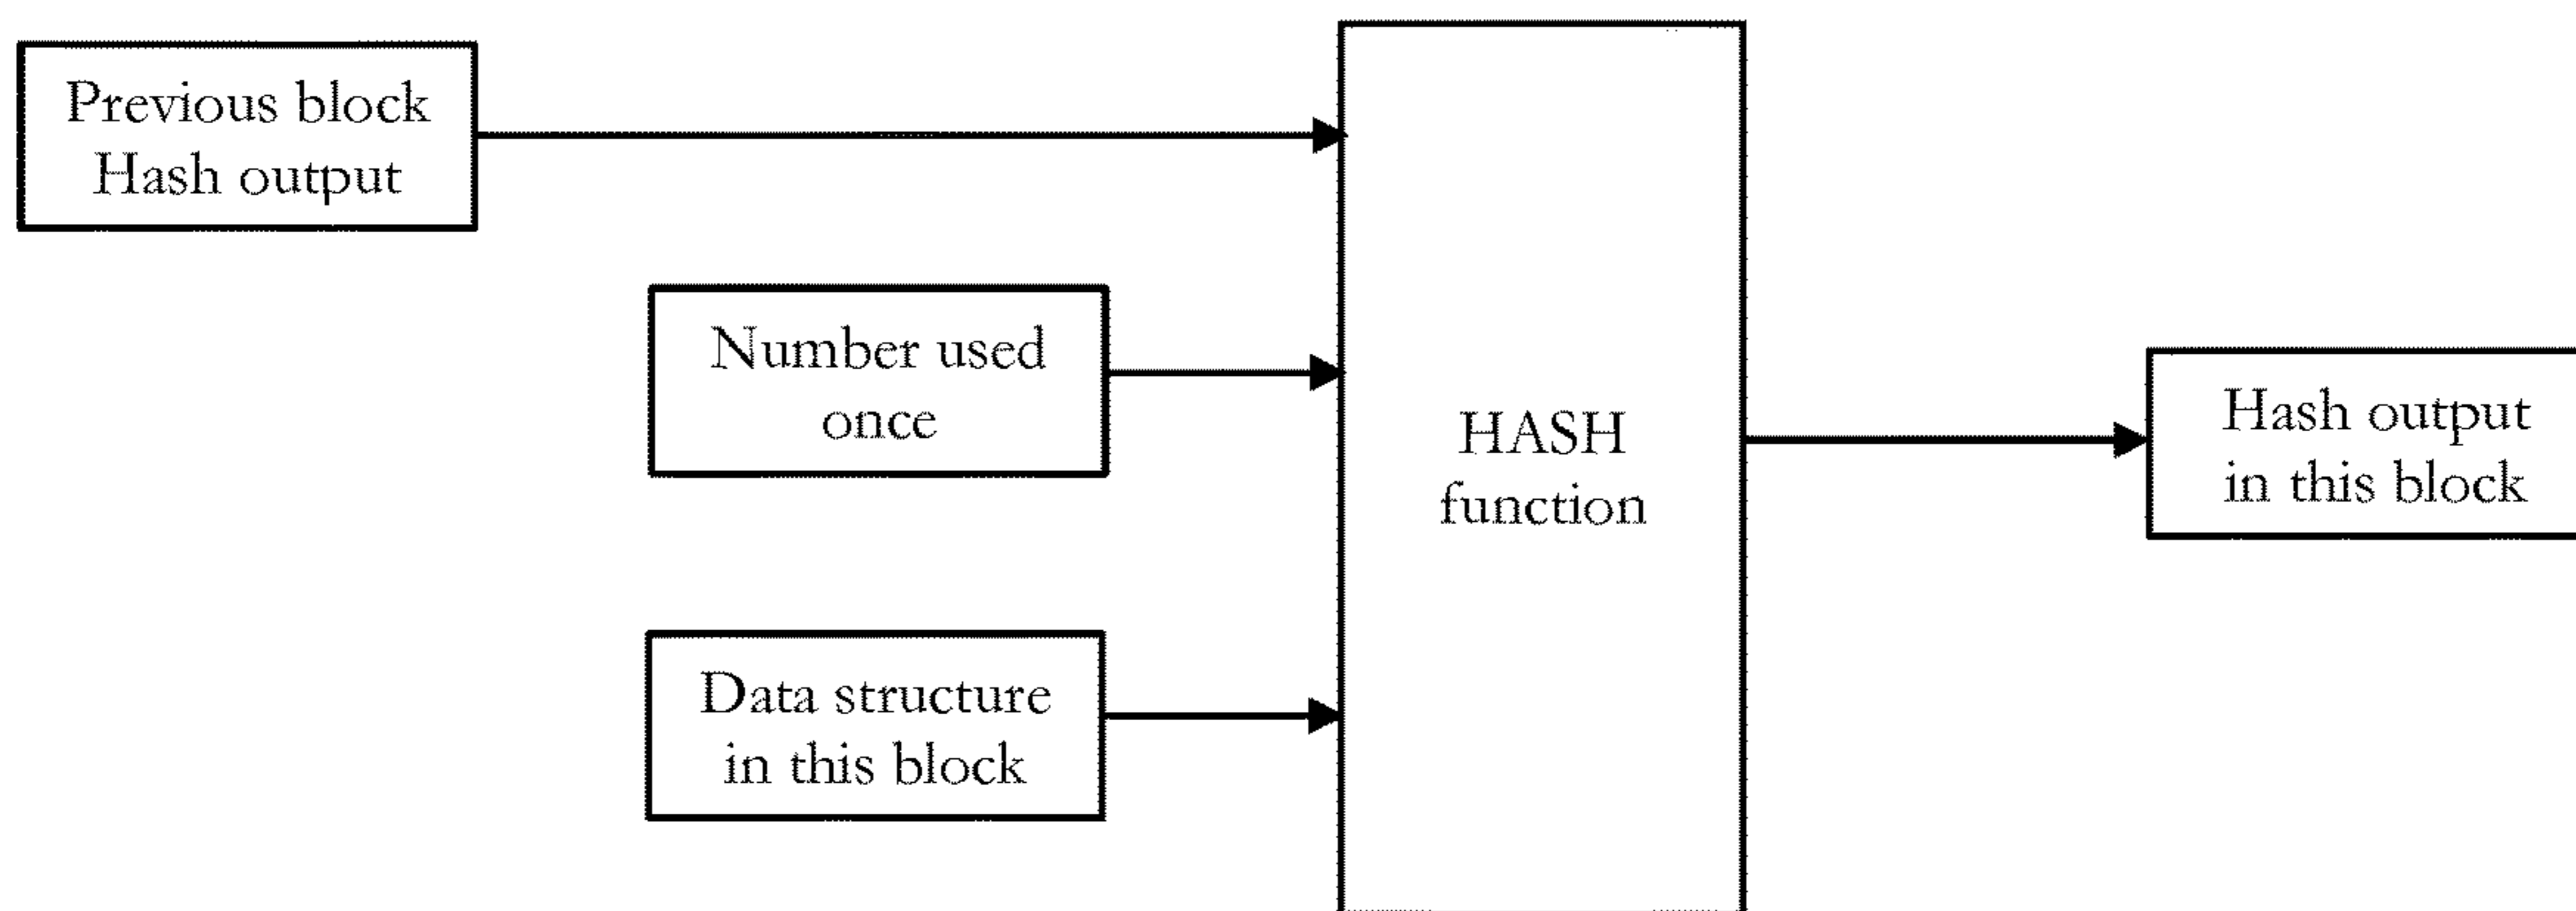 Previous block
Hash output
Number used
once
Data structure
in this block
HASH
function
Hash output
in this block